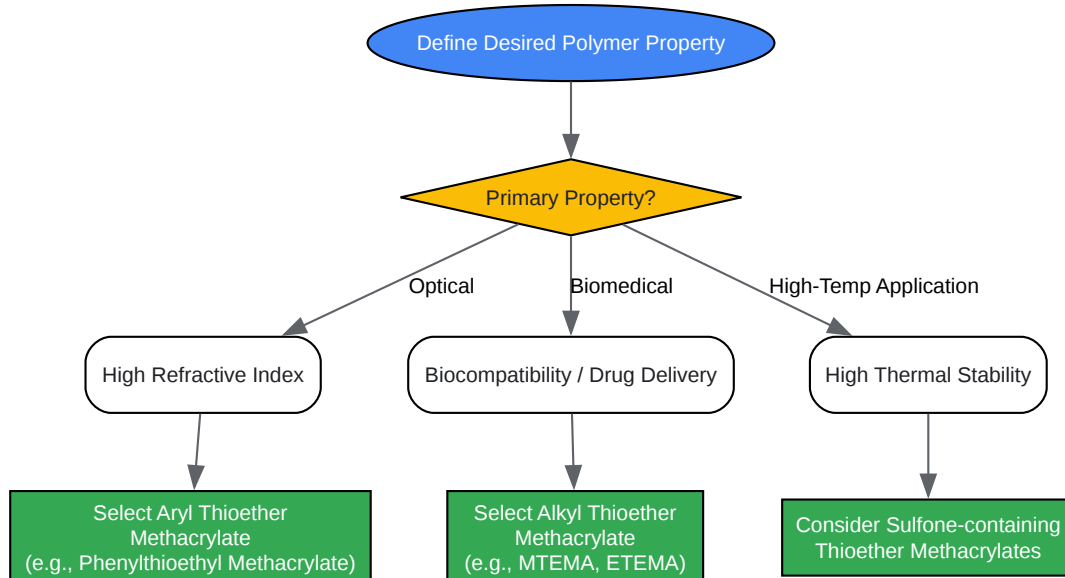 Define Desired Polymer Property
Primary Property?
Optical
Biomedical
High-Temp Application
High Refractive Index
Biocompatibility / Drug Delivery
High Thermal Stability
Select Aryl Thioether
Methacrylate
(e.g., Phenylthioethyl Methacrylate)
Select Alkyl Thioether
Methacrylate
(e.g., MTEMA, ETEMA)
Consider Sulfone-containing
Thioether Methacrylates